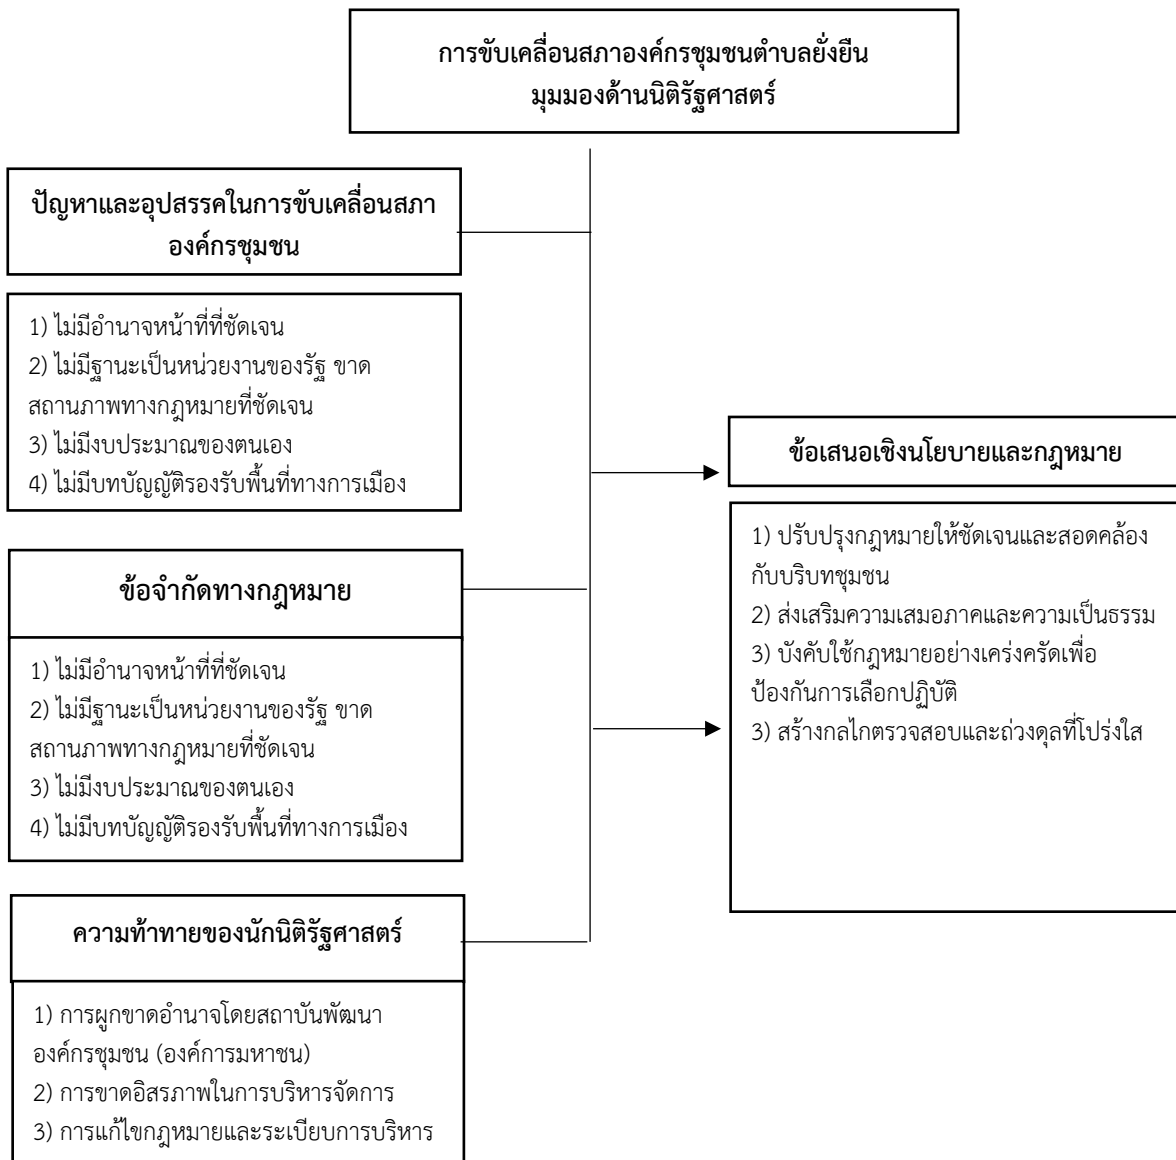 การขับเคลื่อนสภาองค์กรชุมชนตำบลยั่งยืน
มุมมองด้านนิติรัฐศาสตร์
ปัญหาและอุปสรรคในการขับเคลื่อนสภา
องค์กรชุมชน
1) ไม่มีอำนาจหน้าที่ที่ชัดเจน
2) ไม่มีฐานะเป็นหน่วยงานของรัฐ ขาด
สถานภาพทางกฎหมายที่ชัดเจน
3) ไม่มีงบประมาณของตนเอง
4) ไม่มีบทบัญญัติรองรับพื้นที่ทางการเมือง
ข้อจำกัดทางกฎหมาย
1) ไม่มีอำนาจหน้าที่ที่ชัดเจน
2) ไม่มีฐานะเป็นหน่วยงานของรัฐ ขาด
สถานภาพทางกฎหมายที่ชัดเจน
3) ไม่มีงบประมาณของตนเอง
4) ไม่มีบทบัญญัติรองรับพื้นที่ทางการเมือง
ความท้าทายของนักนิติรัฐศาสตร์
1) การผูกขาดอำนาจโดยสถาบันพัฒนา
องค์กรชุมชน (องค์การมหาชน)
2) การขาดอิสรภาพในการบริหารจัดการ
3) การแก้ไขกฎหมายและระเบียบการบริหาร
ข้อเสนอเชิงนโยบายและกฎหมาย
1) ปรับปรุงกฎหมายให้ชัดเจนและสอดคล้อง
กับบริบทชุมชน
2) ส่งเสริมความเสมอภาคและความเป็นธรรม
3) บังคับใช้กฎหมายอย่างเคร่งครัดเพื่อ
ป้องกันการเลือกปฏิบัติ
3) สร้างกลไกตรวจสอบและถ่วงดุลที่โปร่งใส